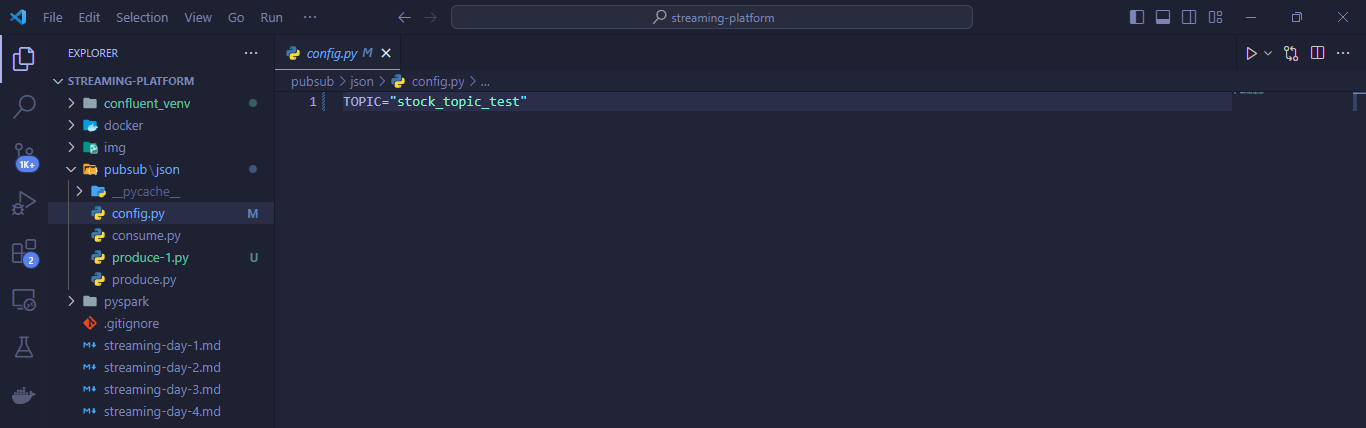 File Edit Selection View Go Run ··· streaming-platform
EXPLORER ···
STREAMING-PLATFORM
confluent_venv
docker
img
pubsub\json
__pycache__
config.py M
consume.py
produce-1.py U
produce.py
pyspark
.gitignore
streaming-day-1.md
streaming-day-2.md
streaming-day-3.md
streaming-day-4.md
1K+
2
config.py M
pubsub > json > config.py > ...
1 TOPIC="stock_topic_test"